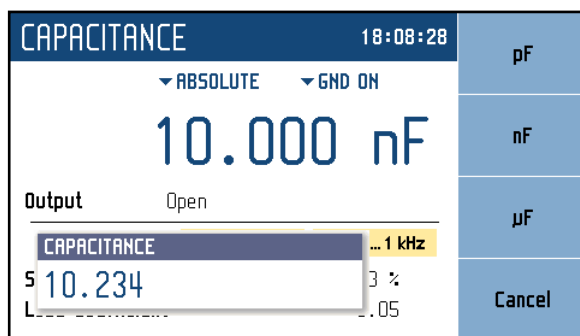 CAPACITANCE 18:08:28
ABSOLUTE GND ON
10.000 nF
Output Open
... 1 kHz
CAPACITANCE
10.234
%
.05
pF
nF
µF
Cancel